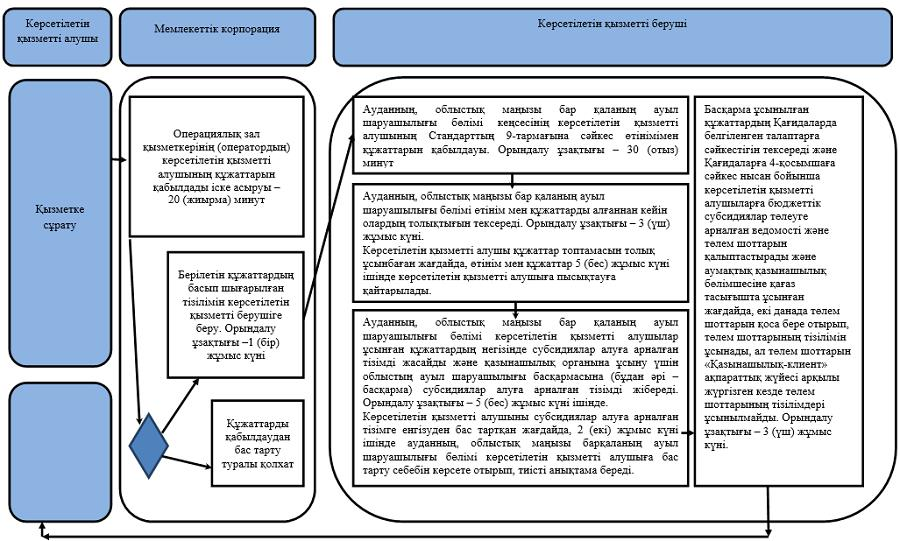 Көрсетілетін
қызметті алушы
Мемлекеттік корпорация
Көрсетілетін қызметті беруші
Қызметке
сұрату
Операциялық зал
қызметкерінің (оператордың)
көрсетілетін қызметті
алушының құжаттарын
қабылдады іске асыруы –
20 (жиырма) минут
Берілетін құжаттардың
басып шығарылған
тізілімін көрсетілетін
қызметті берушіге
беру. Орындалу
ұзақтығы –1 (бір)
жұмыс күні
Құжаттарды
қабылдаудан
бас тарту
туралы қолхат
Ауданның, облыстық маңызы бар қаланың ауыл
шаруашылығы бөлімі кеңсесінің көрсетілетін қызметті
алушының Стандарттың 9-тармағына сәйкес өтінімімен
құжаттарын қабылдауы. Орындалу ұзақтығы – 30 (отыз)
минут
Ауданның, облыстық маңызы бар қаланың ауыл
шаруашылығы бөлімі өтінім мен құжаттарды алғаннан кейін
олардың толықтығын тексереді. Орындалу ұзақтығы – 3 (үш)
жұмыс күні.
Көрсетілетін қызметті алушы құжаттар топтамасын толық
ұсынбаған жағдайда, өтінім мен құжаттар 5 (бес) жұмыс күні
ішінде көрсетілетін қызметті алушыға пысықтауға
қайтарылады.
Ауданның, облыстық маңызы бар қаланың ауыл
шаруашылығы бөлімі көрсетілетін қызметті алушылар
ұсынған құжаттардың негізінде субсидиялар алуға арналған
тізімді жасайды және қазынашылық органына ұсыну үшін
облыстың ауыл шаруашылығы басқармасына (бұдан әрі –
басқарма) субсидиялар алуға арналған тізімді жібереді.
Орындалу ұзақтығы – 5 (бес) жұмыс күні ішінде.
Көрсетілетін қызметті алушыны субсидиялар алуға арналған
тізімге енгізуден бас тартқан жағдайда, 2 (екі) жұмыс күні
ішінде ауданның, облыстық маңызы барқаланың ауыл
шаруашылығы бөлімі көрсетілетін қызметті алушыға бас
тарту себебін көрсете отырып, тиісті анықтама береді.
Басқарма ұсынылған
құжаттардың Қағидаларда
белгіленген талаптарға
сәйкестігін тексереді және
Қағидаларға 4-қосымшаға
сәйкес нысан бойынша
көрсетілетін қызметті
алушыларға бюджеттік
субсидиялар төлеуге
арналған ведомости және
төлем шоттарын
қалыптастырады және
аумақтық қазынашылық
бөлімшесіне қағаз
тасығышта ұсынған
жағдайда, екі данада төлем
шоттарын қоса бере отырып,
төлем шоттарының тізілімін
ұсынады, ал төлем шоттарын
«Қазынашылық-клиент»
ақпараттық жүйесі арқылы
жүргізген кезде төлем
шоттарының тізілімдері
ұсынылмайды. Орындалу
ұзақтығы – 3 (үш) жұмыс
күні.